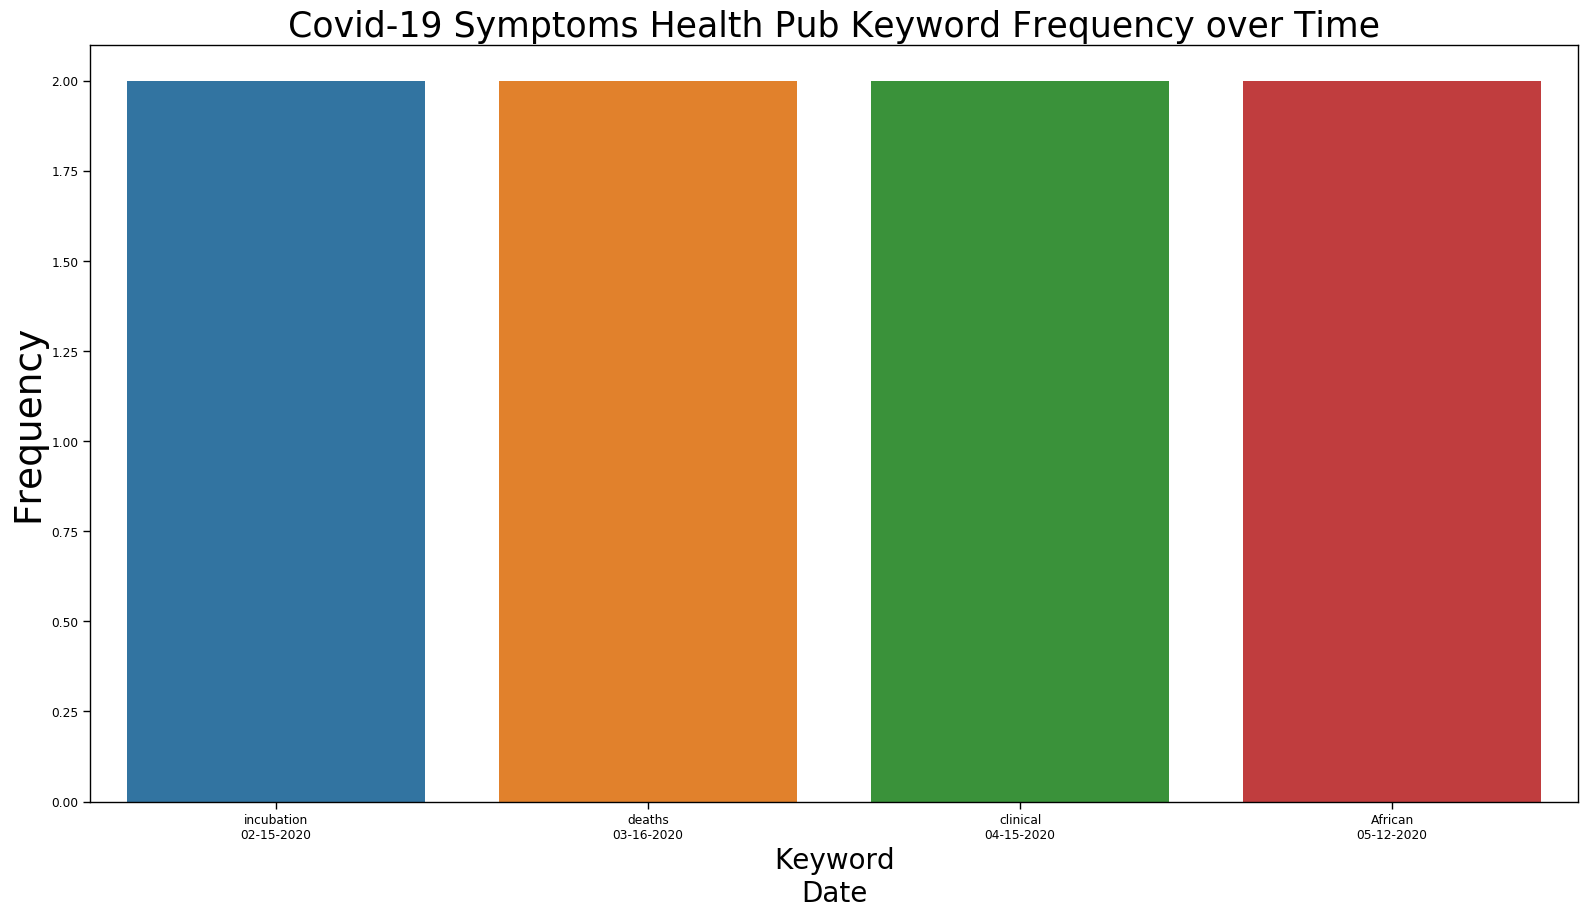 Covid-19 Symptoms Health Pub Keyword Frequency over Time
Frequency
2.00
1.75
1.50
1.25
1.00
0.75
0.50
0.25
0.00
incubation
02-15-2020
deaths
03-16-2020
clinical
04-15-2020
African
05-12-2020
Keyword
Date